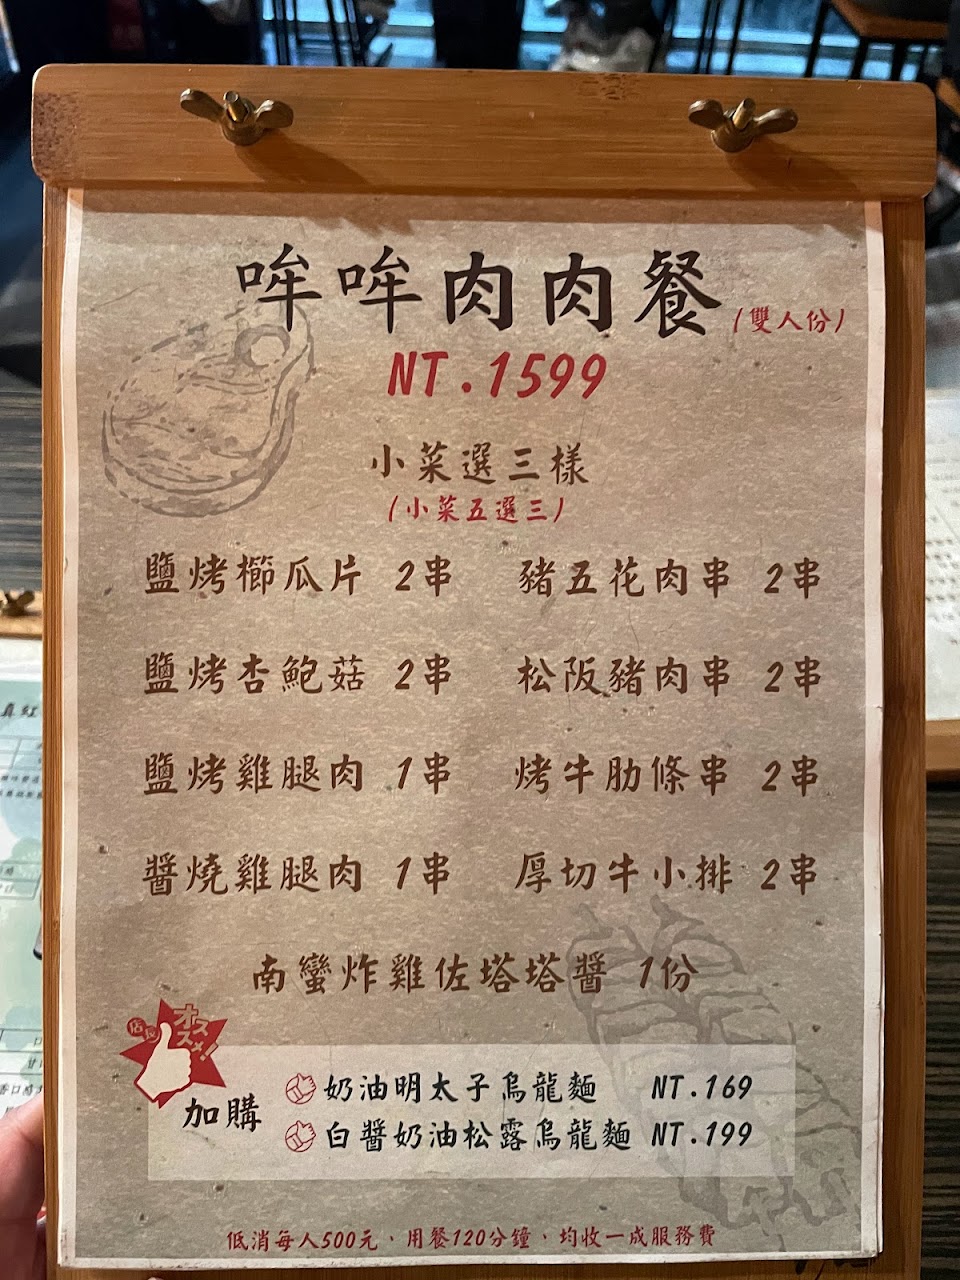 哞哞肉肉餐(雙人份)
NT.1599
小菜選三樣
(小菜五選三)
鹽烤櫛瓜片 2串
豬五花肉串 2串
鹽烤杏鮑菇 2串
松阪豬肉串 2串
鹽烤雞腿肉 1串
烤牛肋條串 2串
醬燒雞腿肉 1串
厚切牛小排 2串
南蠻炸雞佐塔塔醬 1份
店長
オススメ!
加購
奶油明太子烏龍麵 NT.169
白醬奶油松露烏龍麵 NT.199
低消每人500元、用餐120分鐘、均收一成服務費